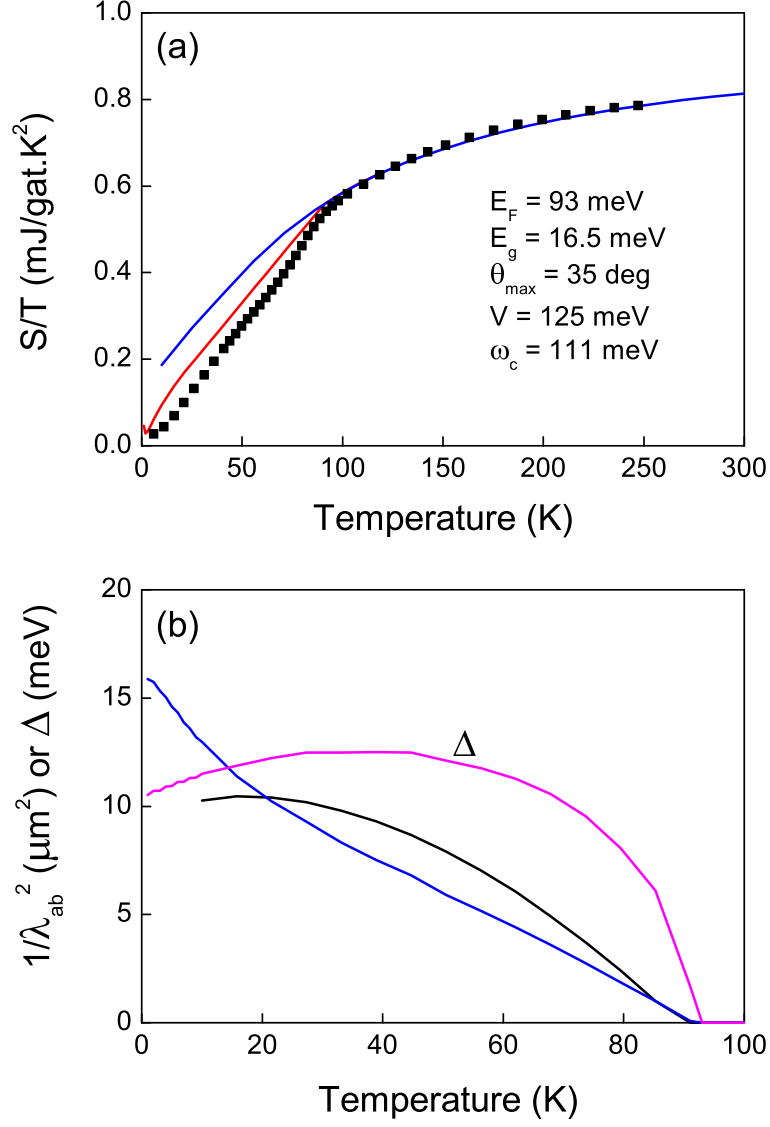 (a)
S/T (mJ/gat.K²)
1.0
0.8
0.6
0.4
0.2
0.0
E_F = 93 meV
E_g = 16.5 meV
θ_max = 35 deg
V = 125 meV
ω_c = 111 meV
0 50 100 150 200 250 300
Temperature (K)
(b)
1/λ_ab² (μm²) or Δ (meV)
20
15
10
5
0
Δ
0 20 40 60 80 100
Temperature (K)